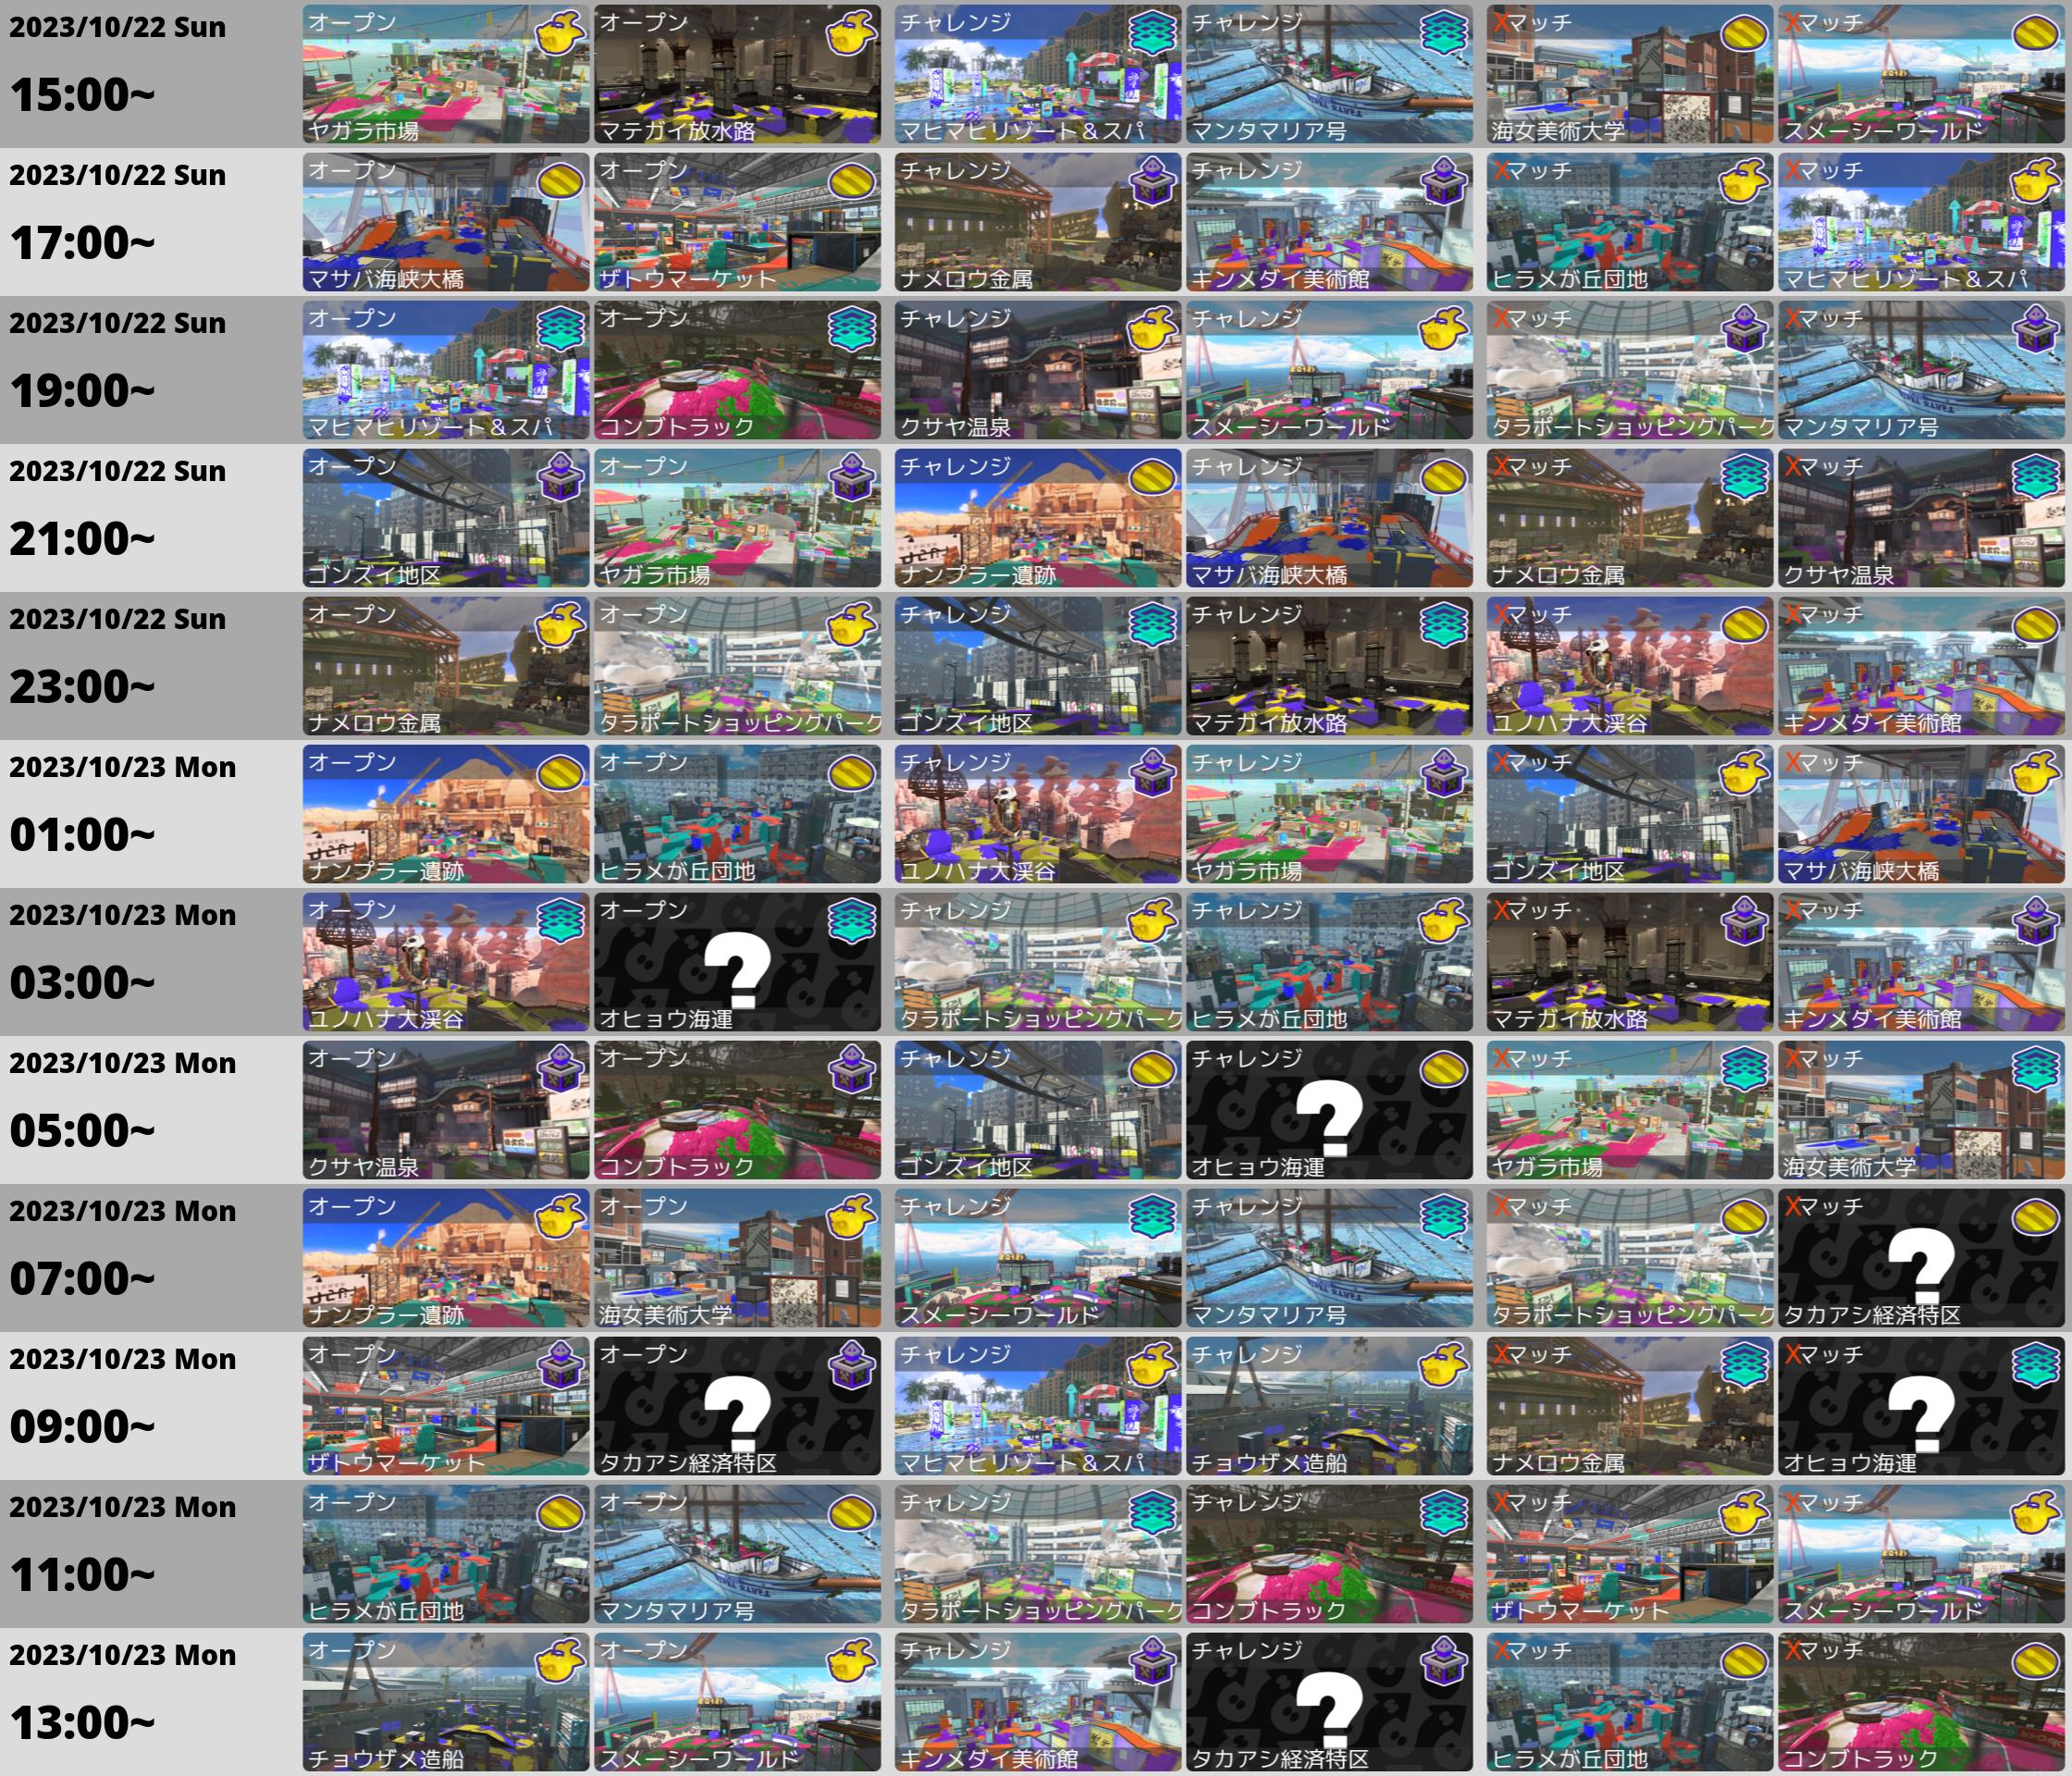 2023/10/22 Sun
15:00~
オープン
ヤガラ市場
オープン
マテガイ放水路
チャレンジ
マヒマヒリゾート＆スパ
チャレンジ
マンタマリア号
Xマッチ
海女美術大学
Xマッチ
スメーシーワールド
2023/10/22 Sun
17:00~
オープン
マサバ海峡大橋
オープン
ザトウマーケット
チャレンジ
ナメロウ金属
チャレンジ
キンメダイ美術館
Xマッチ
ヒラメが丘団地
Xマッチ
マヒマヒリゾート＆スパ
2023/10/22 Sun
19:00~
オープン
マヒマヒリゾート＆スパ
オープン
コンブトラック
チャレンジ
クサヤ温泉
チャレンジ
スメーシーワールド
Xマッチ
タラポートショッピングパーク
Xマッチ
マンタマリア号
2023/10/22 Sun
21:00~
オープン
ゴンズイ地区
オープン
ヤガラ市場
チャレンジ
ナンプラー遺跡
チャレンジ
マサバ海峡大橋
Xマッチ
ナメロウ金属
Xマッチ
クサヤ温泉
2023/10/22 Sun
23:00~
オープン
ナメロウ金属
オープン
タラポートショッピングパーク
チャレンジ
ゴンズイ地区
チャレンジ
マテガイ放水路
Xマッチ
ユノハナ大渓谷
Xマッチ
キンメダイ美術館
2023/10/23 Mon
01:00~
オープン
ナンプラー遺跡
オープン
ヒラメが丘団地
チャレンジ
ユノハナ大渓谷
チャレンジ
ヤガラ市場
Xマッチ
ゴンズイ地区
Xマッチ
マサバ海峡大橋
2023/10/23 Mon
03:00~
オープン
ユノハナ大渓谷
オープン
?
オヒョウ海運
チャレンジ
タラポートショッピングパーク
チャレンジ
ヒラメが丘団地
Xマッチ
マテガイ放水路
Xマッチ
キンメダイ美術館
2023/10/23 Mon
05:00~
オープン
クサヤ温泉
オープン
コンブトラック
チャレンジ
ゴンズイ地区
チャレンジ
?
オヒョウ海運
Xマッチ
ヤガラ市場
Xマッチ
海女美術大学
2023/10/23 Mon
07:00~
オープン
ナンプラー遺跡
オープン
海女美術大学
チャレンジ
スメーシーワールド
チャレンジ
マンタマリア号
Xマッチ
タラポートショッピングパーク
Xマッチ
?
タカアシ経済特区
2023/10/23 Mon
09:00~
オープン
ザトウマーケット
オープン
?
タカアシ経済特区
チャレンジ
マヒマヒリゾート＆スパ
チャレンジ
チョウザメ造船
Xマッチ
ナメロウ金属
Xマッチ
?
オヒョウ海運
2023/10/23 Mon
11:00~
オープン
ヒラメが丘団地
オープン
マンタマリア号
チャレンジ
タラポートショッピングパーク
チャレンジ
コンブトラック
Xマッチ
ザトウマーケット
Xマッチ
スメーシーワールド
2023/10/23 Mon
13:00~
オープン
チョウザメ造船
オープン
スメーシーワールド
チャレンジ
キンメダイ美術館
チャレンジ
?
タカアシ経済特区
Xマッチ
ヒラメが丘団地
Xマッチ
コンブトラック